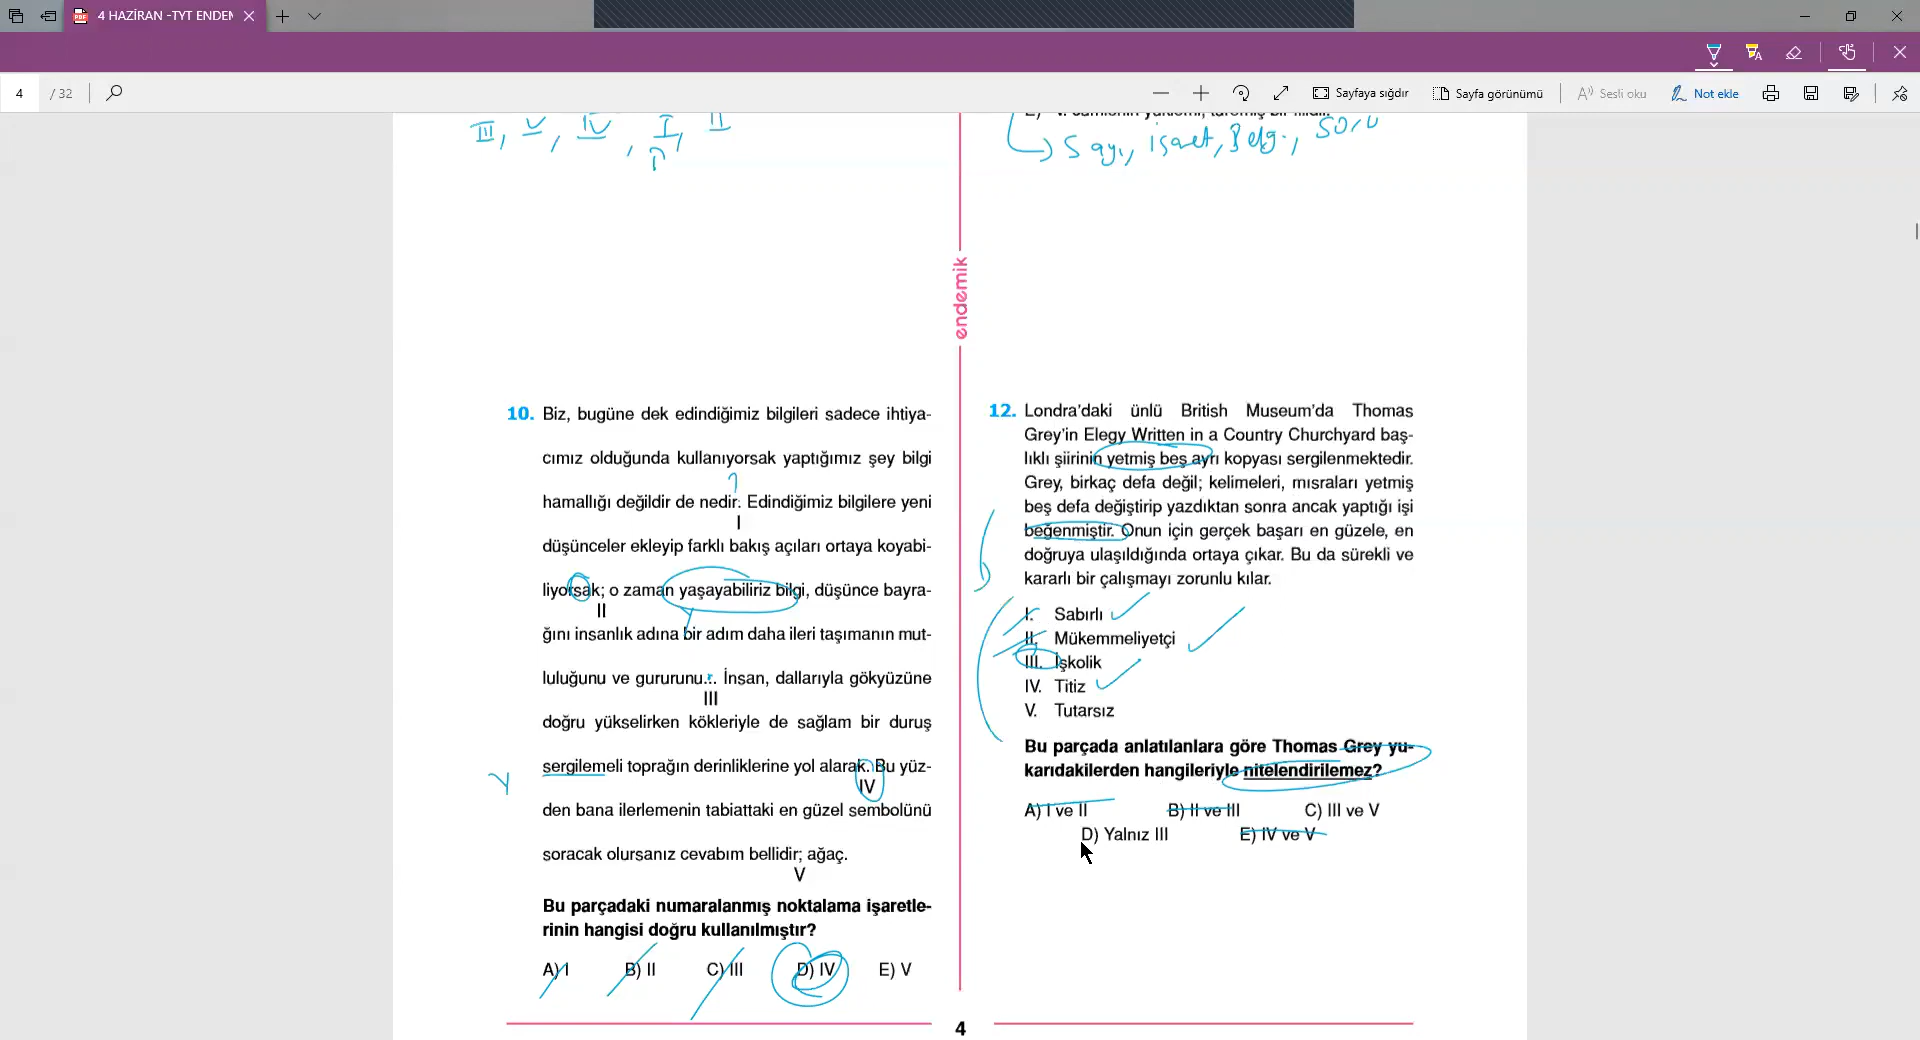 4 HAZİRAN -TYT ENDEM
4 / 32
Sayfaya sığdır
Sayfa görünümü
Sesli oku
Not ekle
III, V, IV, I, II
Sayı, işaret, Belg., soru
endemik
10. Biz, bugüne dek edindiğimiz bilgileri sadece ihtiya-
cımız olduğunda kullanıyorsak yaptığımız şey bilgi
hamallığı değildir de nedir. Edindiğimiz bilgilere yeni
I
düşünceler ekleyip farklı bakış açıları ortaya koyabi-
liyorsak; o zaman yaşayabiliriz bilgi, düşünce bayra-
II
ğını insanlık adına bir adım daha ileri taşımanın mut-
luluğunu ve gururunu... İnsan, dallarıyla gökyüzüne
III
doğru yükselirken kökleriyle de sağlam bir duruş
sergilemeli toprağın derinliklerine yol alarak. Bu yüz-
IV
den bana ilerlemenin tabiattaki en güzel sembolünü
soracak olursanız cevabım bellidir; ağaç.
V
Bu parçadaki numaralanmış noktalama işaretle-
rinin hangisi doğru kullanılmıştır?
A) I B) II C) III D) IV E) V
12. Londra'daki ünlü British Museum'da Thomas
Grey'in Elegy Written in a Country Churchyard baş-
lıklı şiirinin yetmiş beş ayrı kopyası sergilenmektedir.
Grey, birkaç defa değil; kelimeleri, mısraları yetmiş
beş defa değiştirip yazdıktan sonra ancak yaptığı işi
beğenmiştir. Onun için gerçek başarı en güzele, en
doğruya ulaşıldığında ortaya çıkar. Bu da sürekli ve
kararlı bir çalışmayı zorunlu kılar.
I. Sabırlı
II. Mükemmeliyetçi
III. İşkolik
IV. Titiz
V. Tutarsız
Bu parçada anlatılanlara göre Thomas Grey yu-
karıdakilerden hangileriyle nitelendirilemez?
A) I ve II B) II ve III C) III ve V
D) Yalnız III E) IV ve V
4